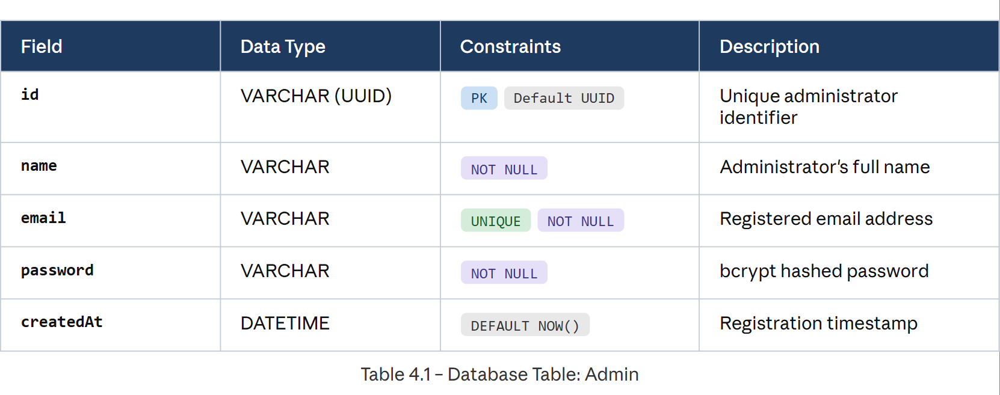 Field Data Type Constraints Description
id VARCHAR (UUID) PK Default UUID Unique administrator
identifier
name VARCHAR NOT NULL Administrator's full name
email VARCHAR UNIQUE NOT NULL Registered email address
password VARCHAR NOT NULL bcrypt hashed password
createdAt DATETIME DEFAULT NOW() Registration timestamp
Table 4.1 – Database Table: Admin